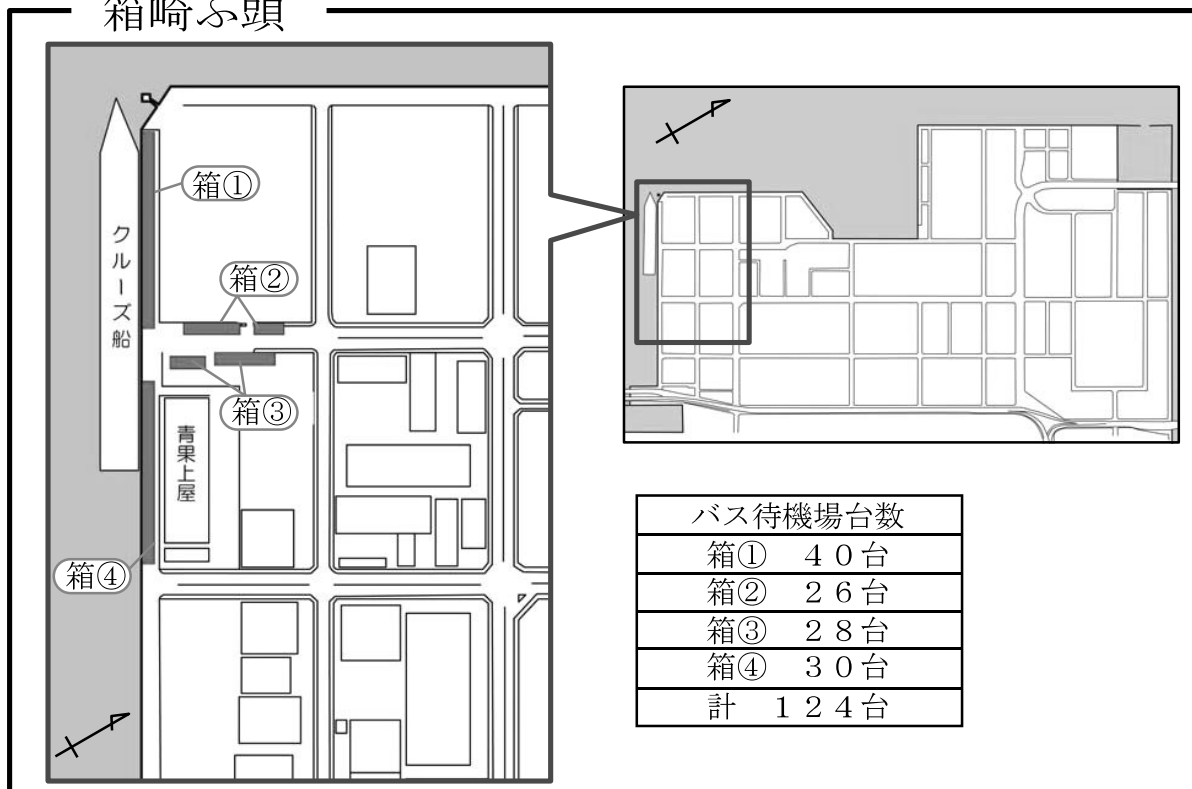 箱崎ふ頭
箱①
クルーズ船
箱②
箱③
青果上屋
箱④
バス待機場台数
箱① ４０台
箱② ２６台
箱③ ２８台
箱④ ３０台
計 １２４台